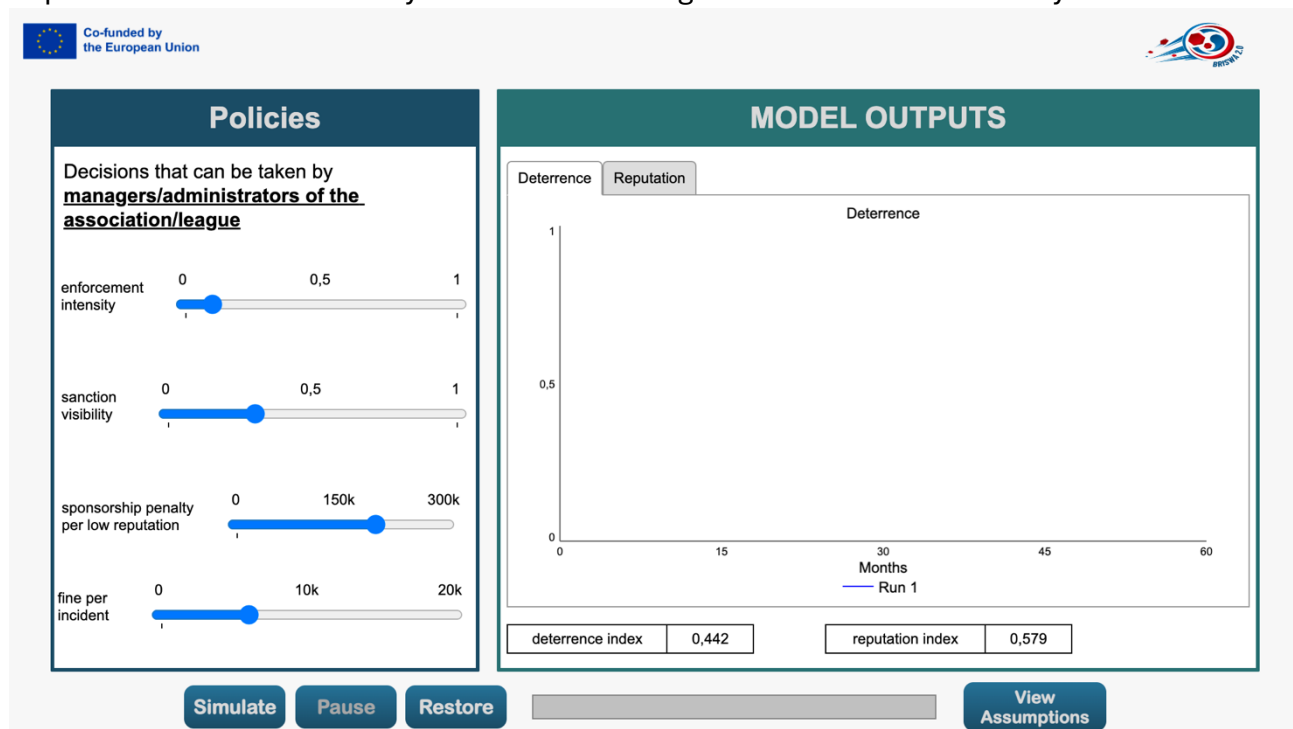 Co-funded by
the European Union
BRISWA 2.0
Policies
Decisions that can be taken by
managers/administrators of the
association/league
enforcement
intensity
0 0,5 1
sanction
visibility
0 0,5 1
sponsorship penalty
per low reputation
0 150k 300k
fine per
incident
0 10k 20k
MODEL OUTPUTS
Deterrence Reputation
Deterrence
1
0,5
0
0 15 30 45 60
Months
Run 1
deterrence index 0,442 reputation index 0,579
Simulate Pause Restore
View
Assumptions